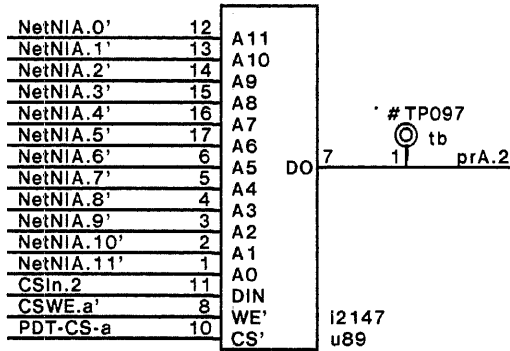 NetNIA.0' 12 A11
NetNIA.1' 13 A10
NetNIA.2' 14 A9
NetNIA.3' 15 A8
NetNIA.4' 16 A7
NetNIA.5' 17 A6
NetNIA.6' 6 A5
NetNIA.7' 5 A4
NetNIA.8' 4 A3
NetNIA.9' 3 A2
NetNIA.10' 2 A1
NetNIA.11' 1 A0
CSIn.2 11 DIN
CSWE.a' 8 WE'
PDT-CS-a 10 CS'
DO 7 1 prA.2
#TP097
tb
i2147
u89